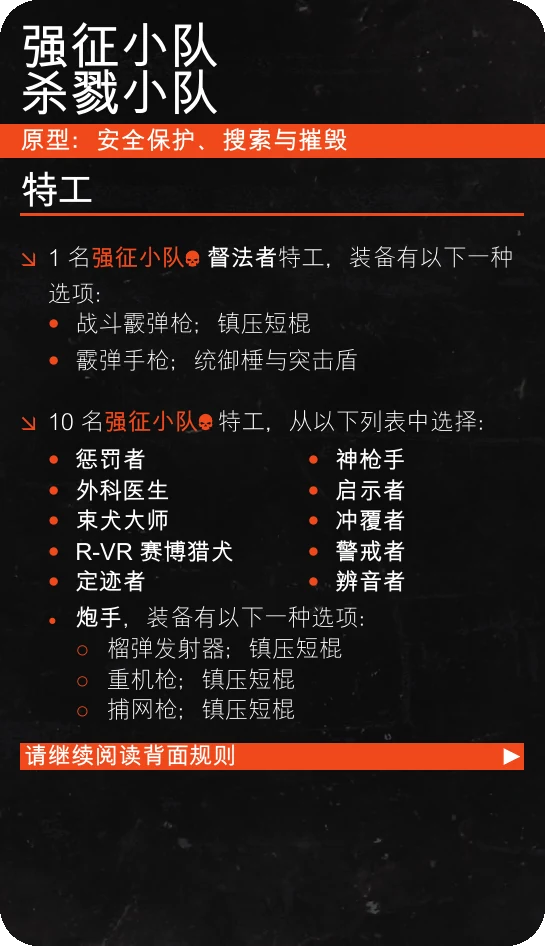 强征小队
杀戮小队
原型：安全保护、搜索与摧毁
特工
1 名强征小队 督法者特工，装备有以下一种
选项：
战斗霰弹枪；镇压短棍
霰弹手枪；统御棰与突击盾
10 名强征小队 特工，从以下列表中选择：
惩罚者
外科医生
束犬大师
R-VR 赛博猎犬
定迹者
神枪手
启示者
冲覆者
警戒者
辨音者
炮手，装备有以下一种选项：
榴弹发射器；镇压短棍
重机枪；镇压短棍
捕网枪；镇压短棍
请继续阅读背面规则